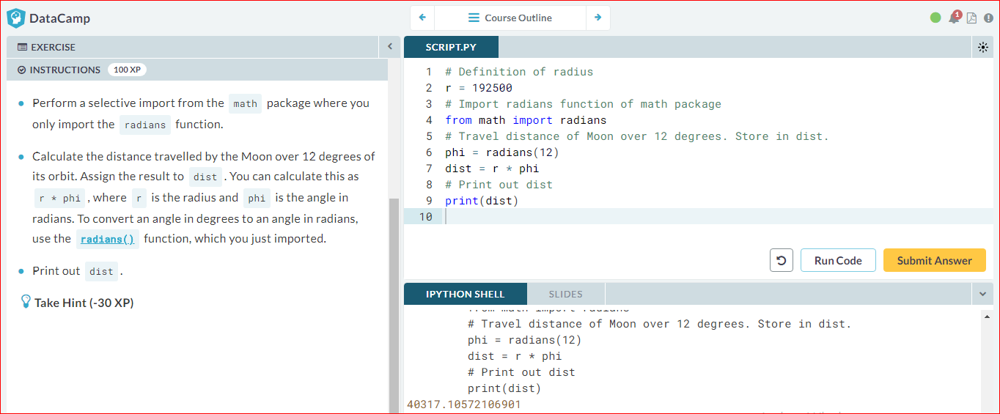 DataCamp
Course Outline
1
EXERCISE
INSTRUCTIONS 100 XP
Perform a selective import from the math package where you
only import the radians function.
Calculate the distance travelled by the Moon over 12 degrees of
its orbit. Assign the result to dist . You can calculate this as
r * phi , where r is the radius and phi is the angle in
radians. To convert an angle in degrees to an angle in radians,
use the radians() function, which you just imported.
Print out dist .
Take Hint (-30 XP)
SCRIPT.PY
1 # Definition of radius
2 r = 192500
3 # Import radians function of math package
4 from math import radians
5 # Travel distance of Moon over 12 degrees. Store in dist.
6 phi = radians(12)
7 dist = r * phi
8 # Print out dist
9 print(dist)
10
Run Code
Submit Answer
IPYTHON SHELL
SLIDES
from math import radians
# Travel distance of Moon over 12 degrees. Store in dist.
phi = radians(12)
dist = r * phi
# Print out dist
print(dist)
40317.10572106901